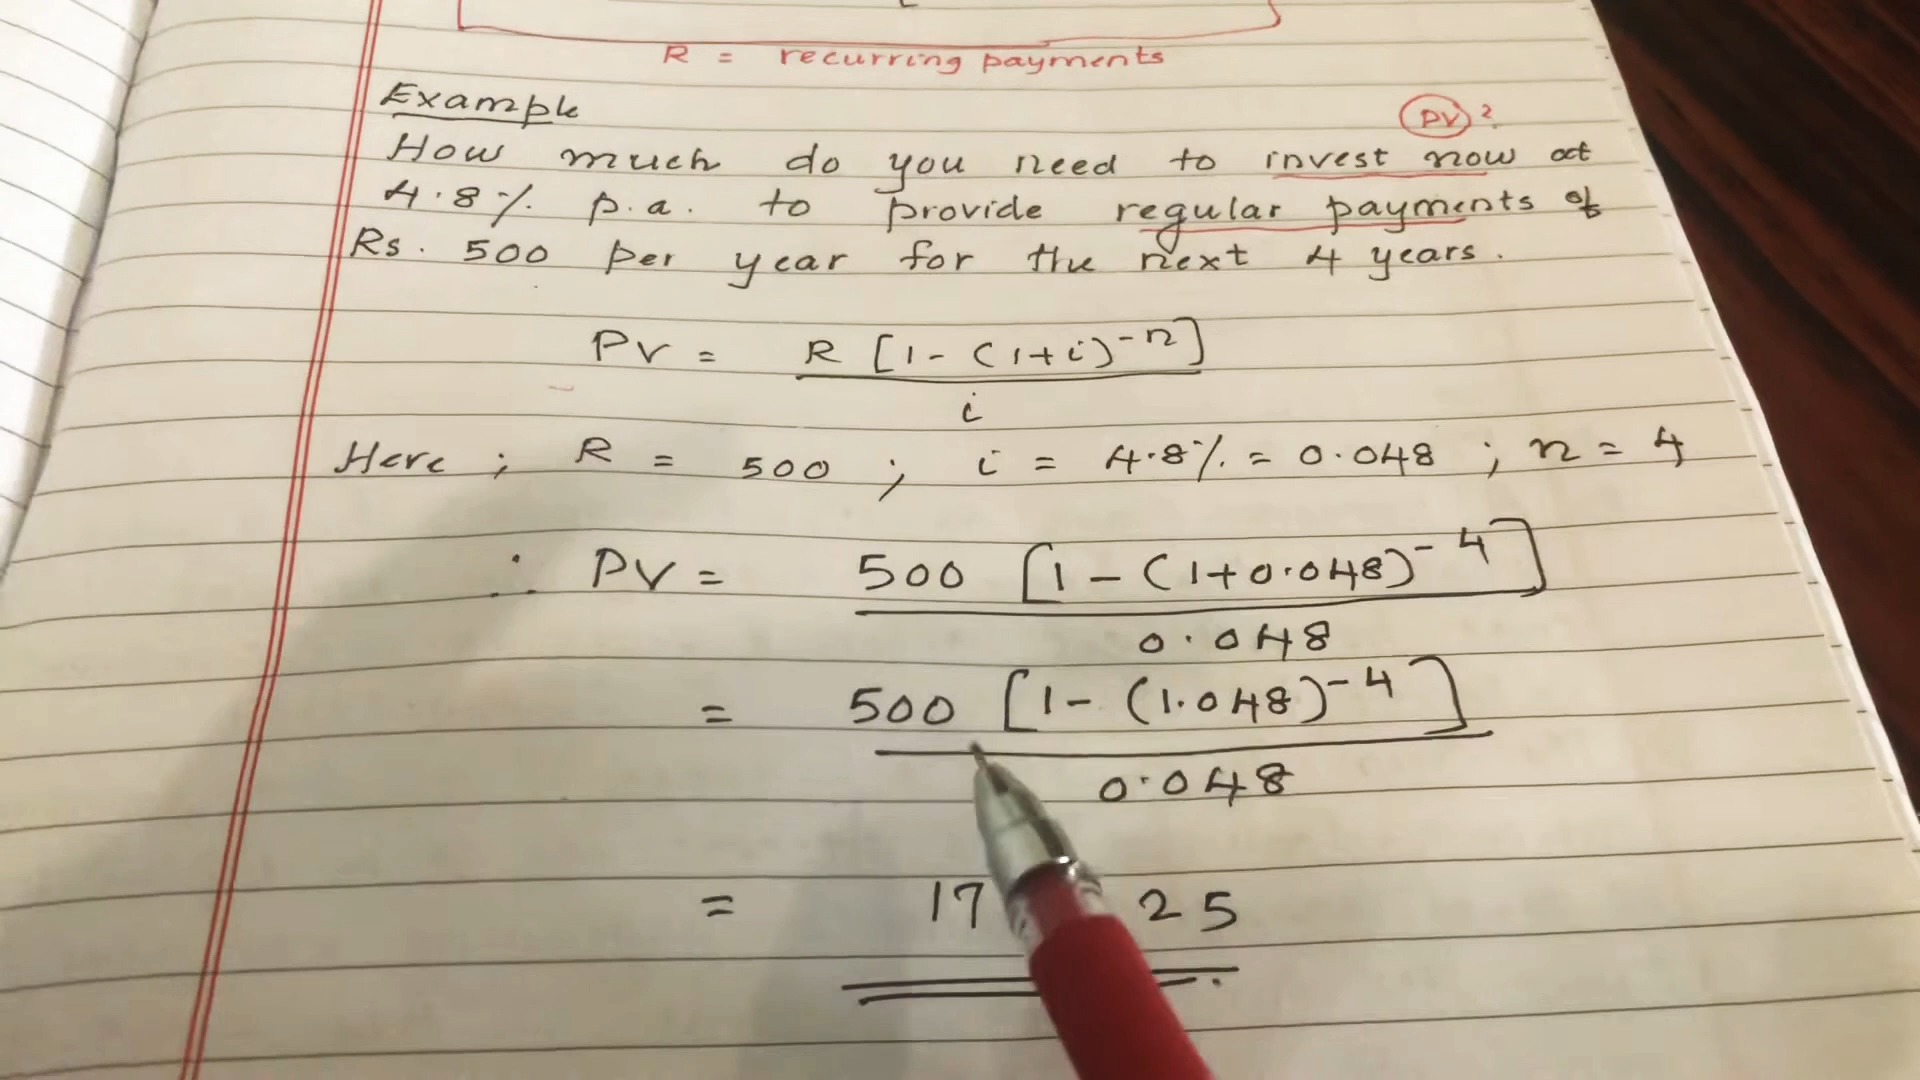 R = recurring payments
Example
PV ?
How much do you need to invest now at
4.8% p.a. to provide regular payments of
Rs. 500 per year for the next 4 years.
PV = R [1 - (1+i)^-n]
i
Here ; R = 500 ; i = 4.8% = 0.048 ; n = 4
∴ PV = 500 [1 - (1+0.048)^-4]
0.048
= 500 [1 - (1.048)^-4]
0.048
= 17 25